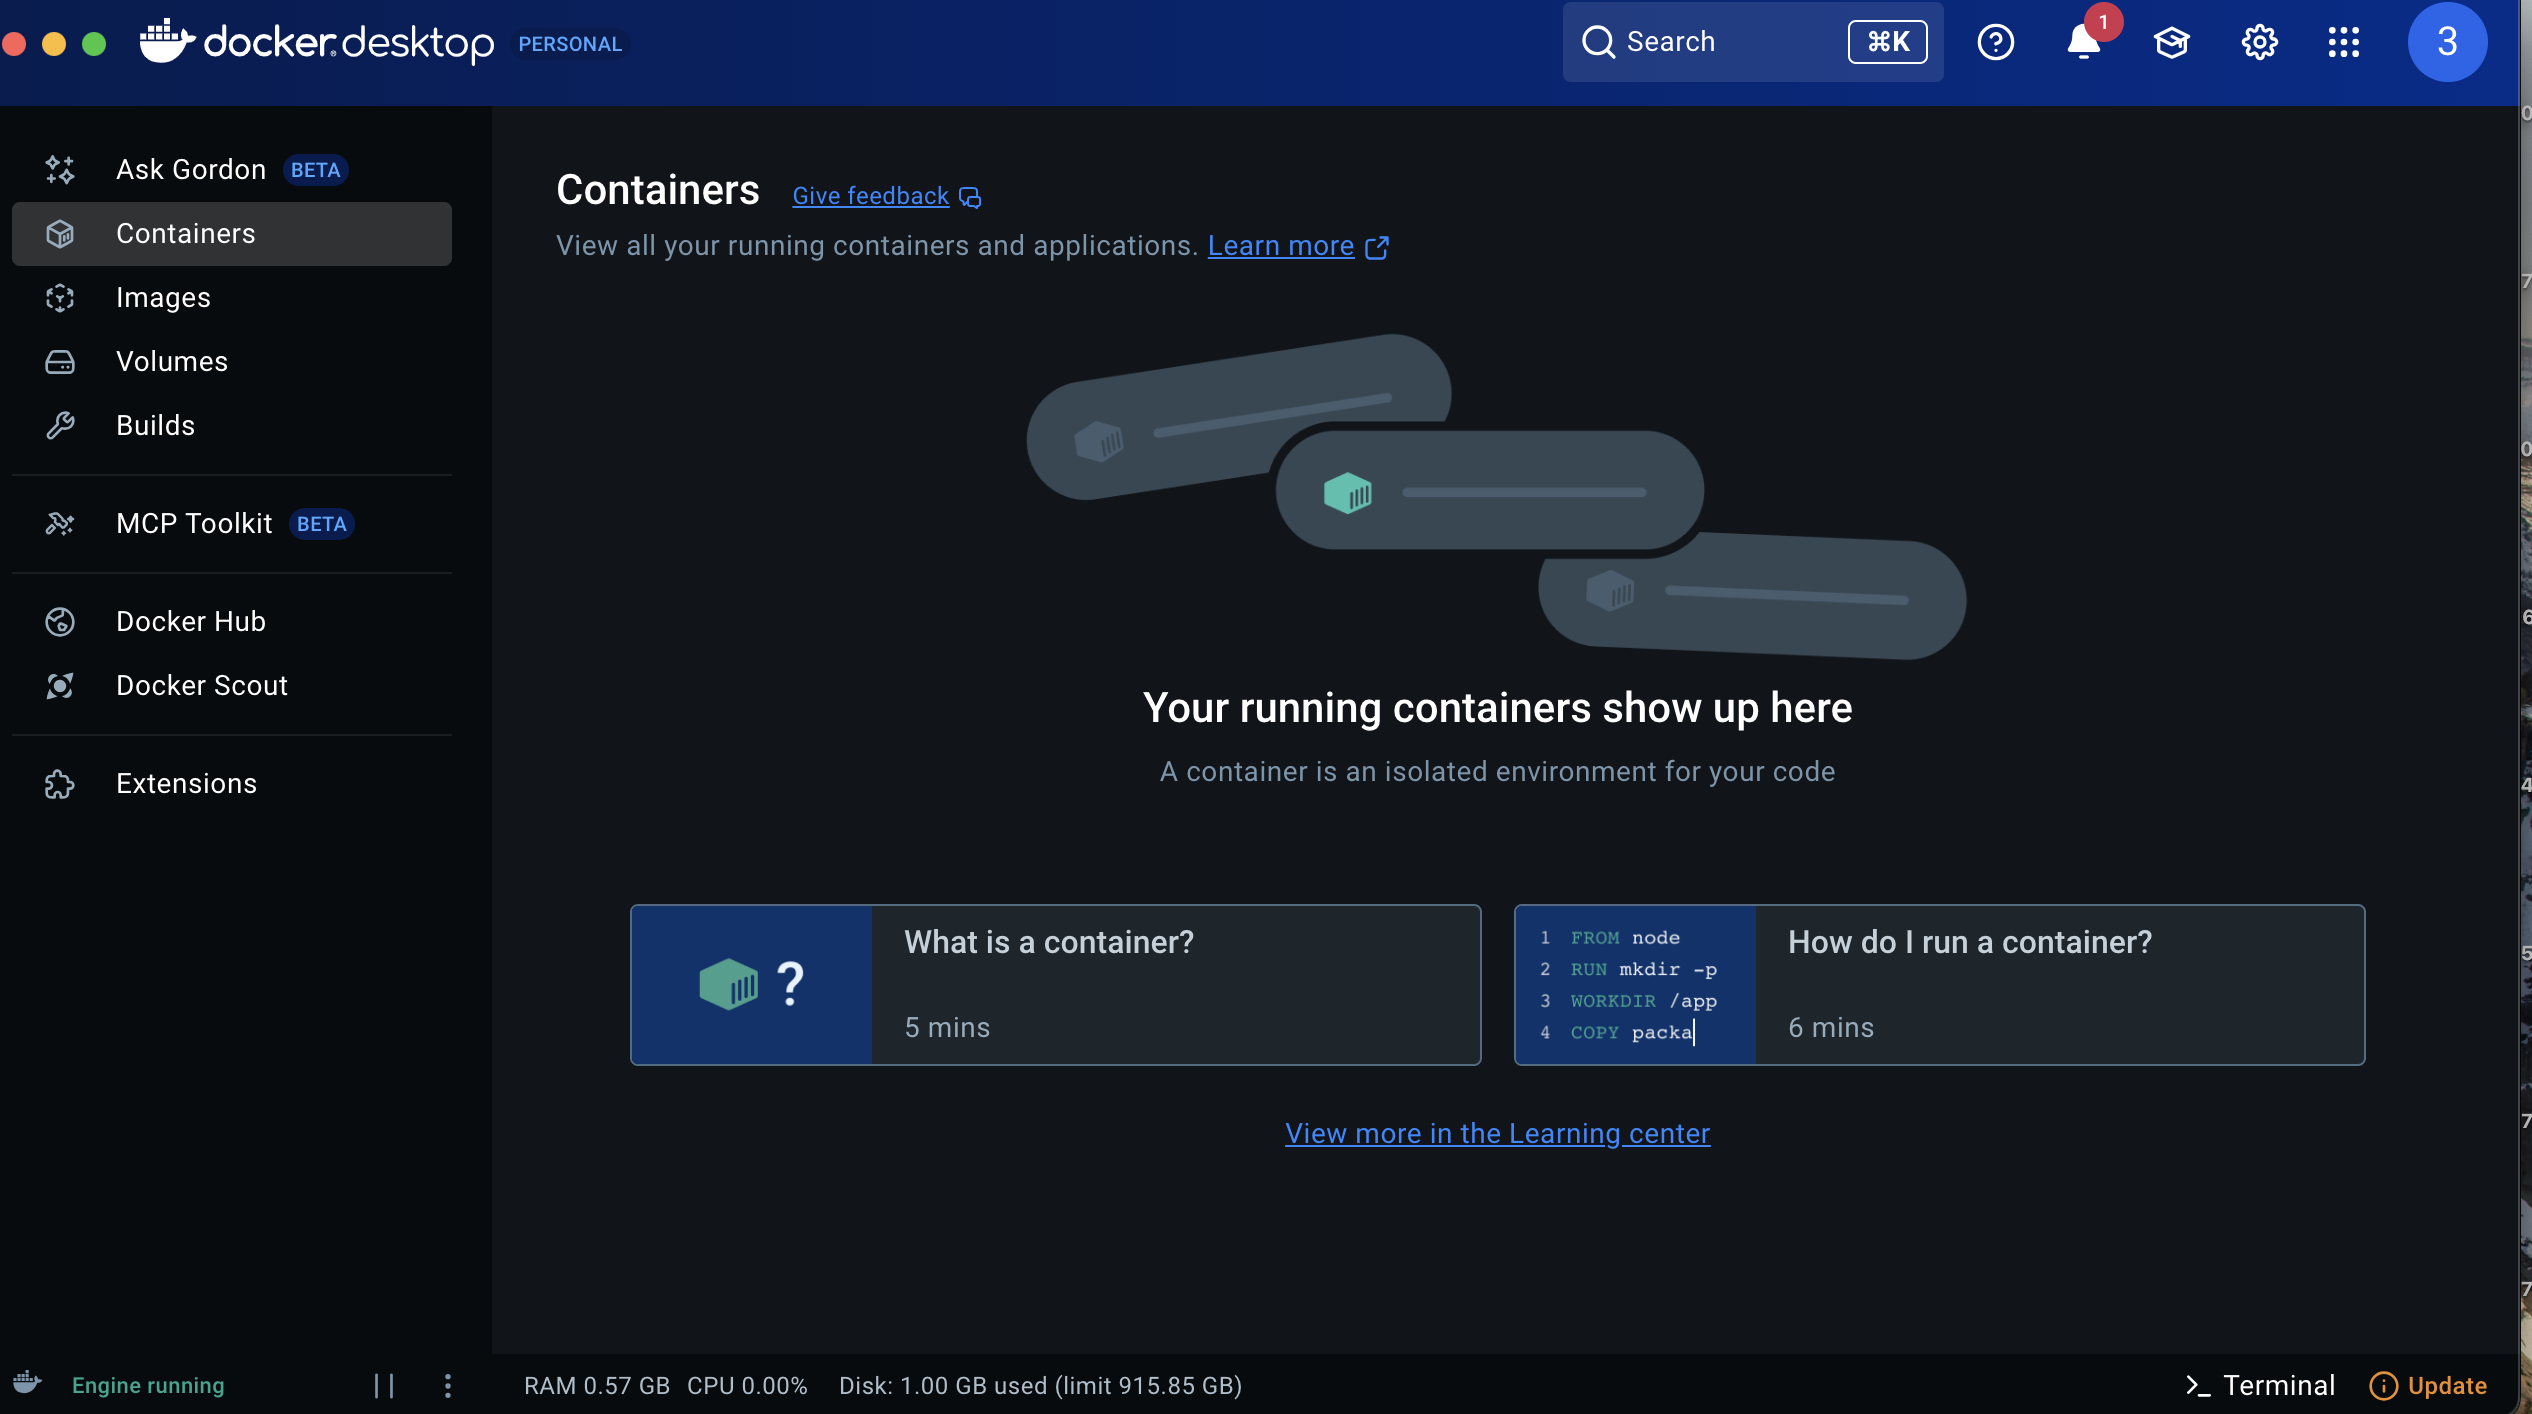 docker desktop PERSONAL
Search ⌘K
1
3
Ask Gordon BETA
Containers
Images
Volumes
Builds
MCP Toolkit BETA
Docker Hub
Docker Scout
Extensions
Containers Give feedback
View all your running containers and applications. Learn more
Your running containers show up here
A container is an isolated environment for your code
?
What is a container?
5 mins
1 FROM node
2 RUN mkdir -p
3 WORKDIR /app
4 COPY packa
How do I run a container?
6 mins
View more in the Learning center
Engine running
RAM 0.57 GB CPU 0.00% Disk: 1.00 GB used (limit 915.85 GB)
>_ Terminal
Update